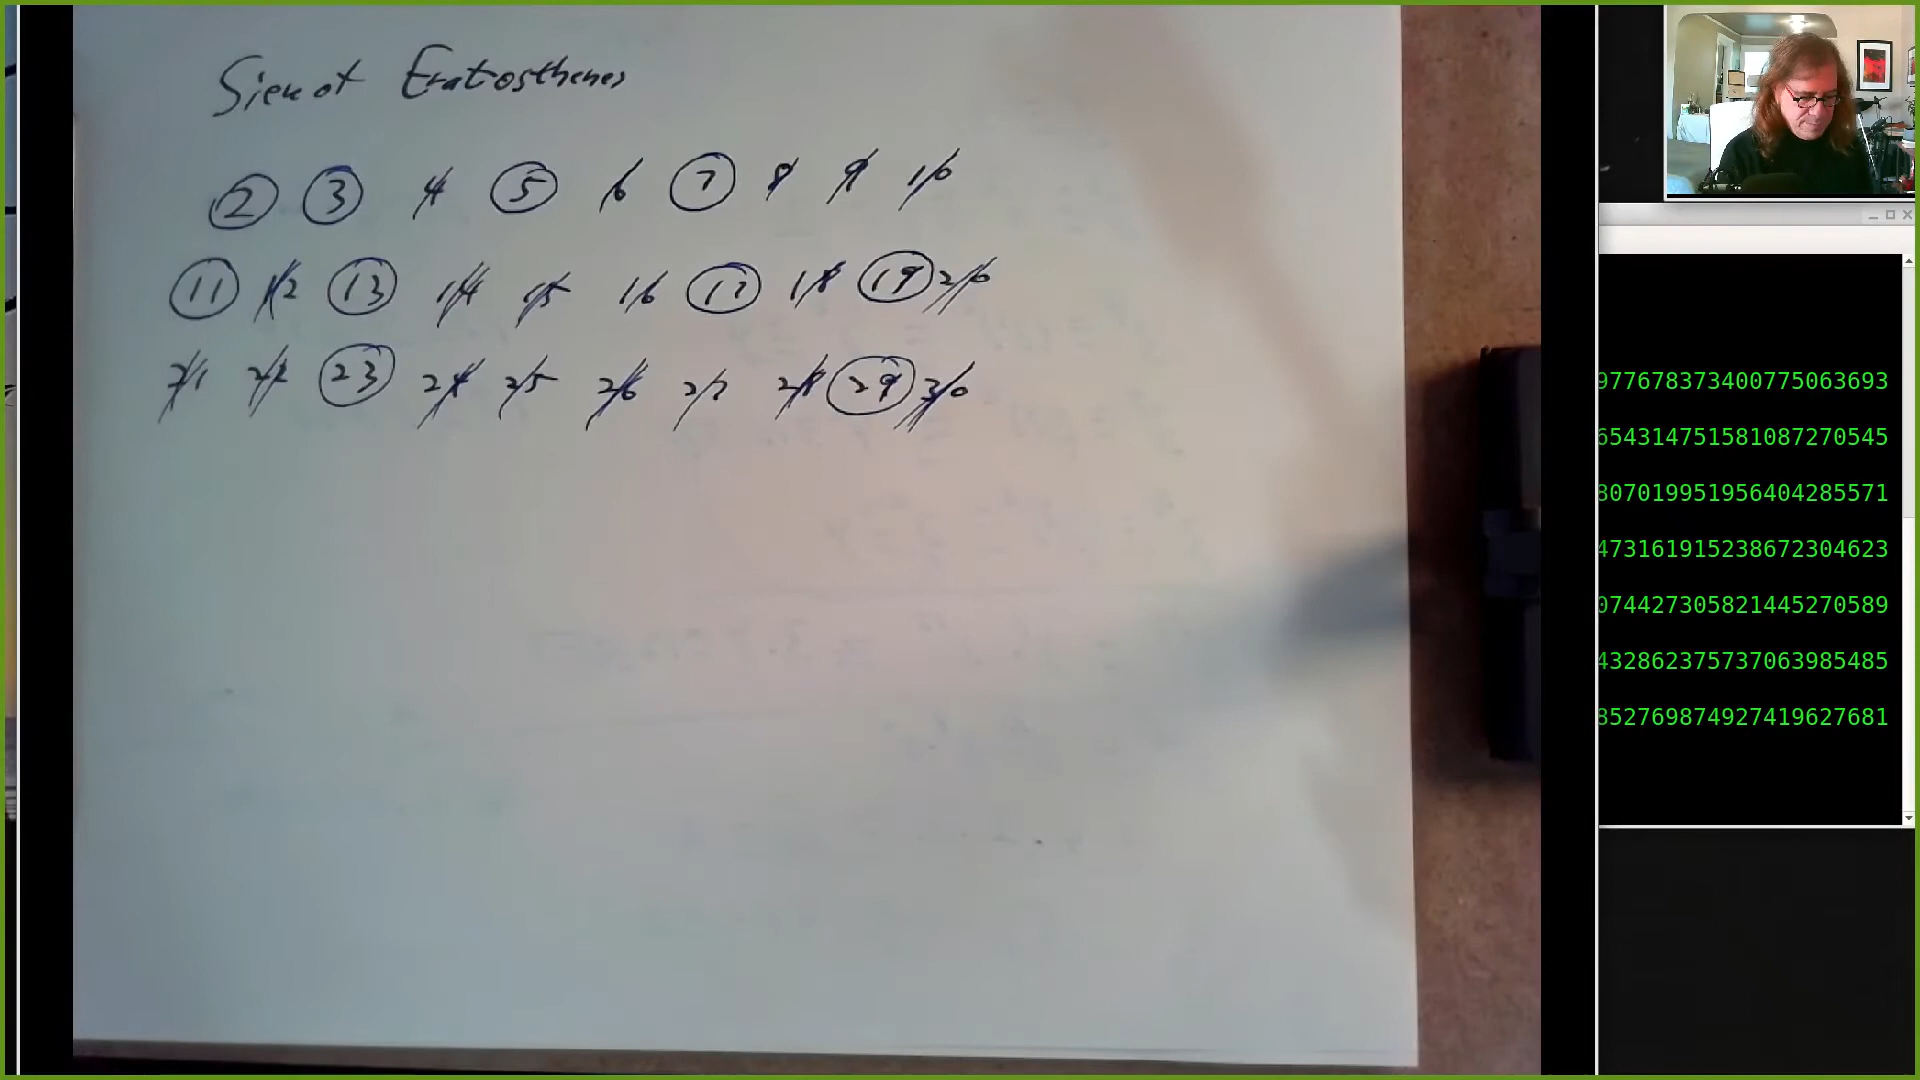 Sieve of Eratosthenes
2 3 4 5 6 7 8 9 10
11 12 13 14 15 16 17 18 19 20
21 22 23 24 25 26 27 28 29 30
977678373400775063693
654314751581087270545
807019951956404285571
473161915238672304623
074427305821445270589
432862375737063985485
852769874927419627681